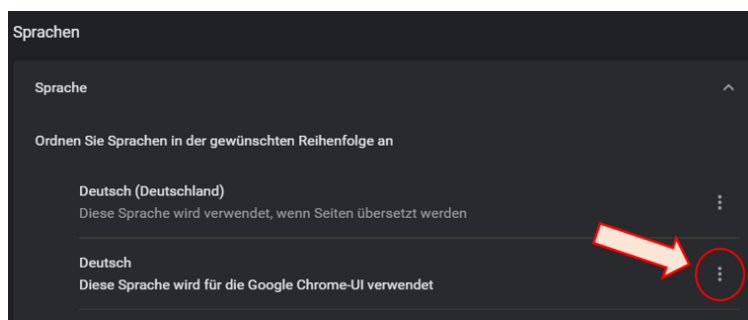 Sprachen
Sprache
Ordnen Sie Sprachen in der gewünschten Reihenfolge an
Deutsch (Deutschland)
Diese Sprache wird verwendet, wenn Seiten übersetzt werden
Deutsch
Diese Sprache wird für die Google Chrome-UI verwendet